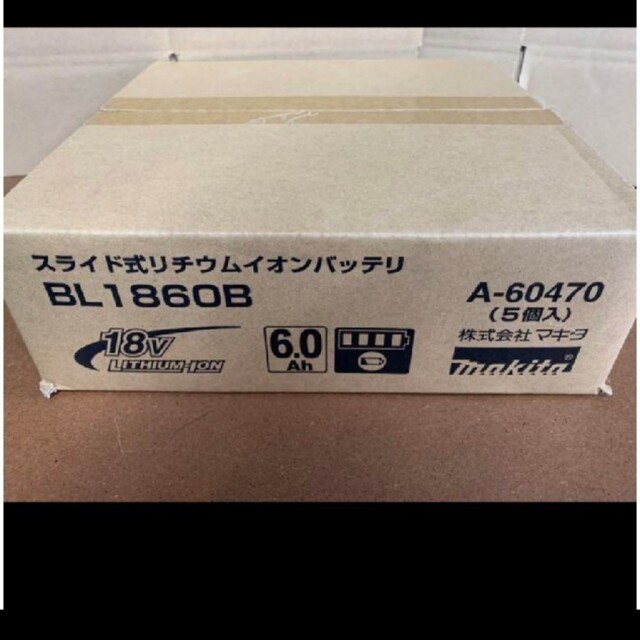 スライド式リチウムイオンバッテリ
BL1860B
A-60470
(5個入)
株式会社マキタ
makita®
18V
LITHIUM-ION
6.0
Ah